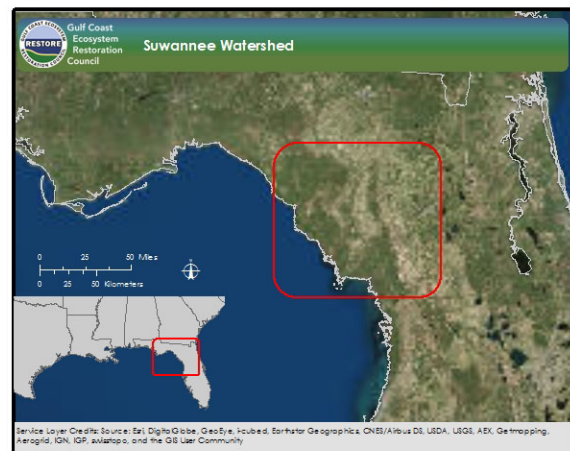 Gulf Coast
Ecosystem
Restoration
Council
RESTORE
Suwannee Watershed
0 25 50 Miles
0 25 50 Kilometers
Service Layer Credits: Source: Esri, DigitalGlobe, GeoEye, i-cubed, Earthstar Geographics, CNES/Airbus DS, USDA, USGS, AEX, Getmapping,
Aerogrid, IGN, IGP, swisstopo, and the GIS User Community